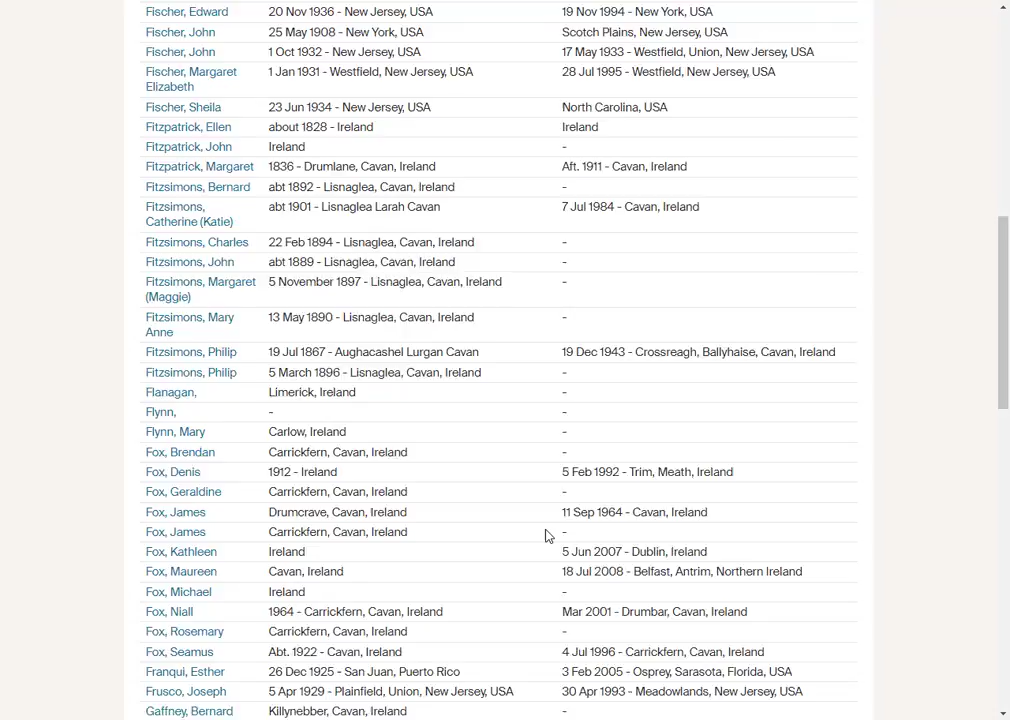 Fischer, Edward 20 Nov 1936 - New Jersey, USA 19 Nov 1994 - New York, USA
Fischer, John 25 May 1908 - New York, USA Scotch Plains, New Jersey, USA
Fischer, John 1 Oct 1932 - New Jersey, USA 17 May 1933 - Westfield, Union, New Jersey, USA
Fischer, Margaret 1 Jan 1931 - Westfield, New Jersey, USA 28 Jul 1995 - Westfield, New Jersey, USA
Elizabeth
Fischer, Sheila 23 Jun 1934 - New Jersey, USA North Carolina, USA
Fitzpatrick, Ellen about 1828 - Ireland Ireland
Fitzpatrick, John Ireland -
Fitzpatrick, Margaret 1836 - Drumlane, Cavan, Ireland Aft. 1911 - Cavan, Ireland
Fitzsimons, Bernard abt 1892 - Lisnaglea, Cavan, Ireland -
Fitzsimons, abt 1901 - Lisnaglea Larah Cavan 7 Jul 1984 - Cavan, Ireland
Catherine (Katie)
Fitzsimons, Charles 22 Feb 1894 - Lisnaglea, Cavan, Ireland -
Fitzsimons, John abt 1889 - Lisnaglea, Cavan, Ireland -
Fitzsimons, Margaret 5 November 1897 - Lisnaglea, Cavan, Ireland -
(Maggie)
Fitzsimons, Mary 13 May 1890 - Lisnaglea, Cavan, Ireland -
Anne
Fitzsimons, Philip 19 Jul 1867 - Aughacashel Lurgan Cavan 19 Dec 1943 - Crossreagh, Ballyhaise, Cavan, Ireland
Fitzsimons, Philip 5 March 1896 - Lisnaglea, Cavan, Ireland -
Flanagan, Limerick, Ireland -
Flynn, - -
Flynn, Mary Carlow, Ireland -
Fox, Brendan Carrickfern, Cavan, Ireland -
Fox, Denis 1912 - Ireland 5 Feb 1992 - Trim, Meath, Ireland
Fox, Geraldine Carrickfern, Cavan, Ireland -
Fox, James Drumcrave, Cavan, Ireland 11 Sep 1964 - Cavan, Ireland
Fox, James Carrickfern, Cavan, Ireland -
Fox, Kathleen Ireland 5 Jun 2007 - Dublin, Ireland
Fox, Maureen Cavan, Ireland 18 Jul 2008 - Belfast, Antrim, Northern Ireland
Fox, Michael Ireland -
Fox, Niall 1964 - Carrickfern, Cavan, Ireland Mar 2001 - Drumbar, Cavan, Ireland
Fox, Rosemary Carrickfern, Cavan, Ireland -
Fox, Seamus Abt. 1922 - Cavan, Ireland 4 Jul 1996 - Carrickfern, Cavan, Ireland
Franqui, Esther 26 Dec 1925 - San Juan, Puerto Rico 3 Feb 2005 - Osprey, Sarasota, Florida, USA
Frusco, Joseph 5 Apr 1929 - Plainfield, Union, New Jersey, USA 30 Apr 1993 - Meadowlands, New Jersey, USA
Gaffney, Bernard Killynebber, Cavan, Ireland -